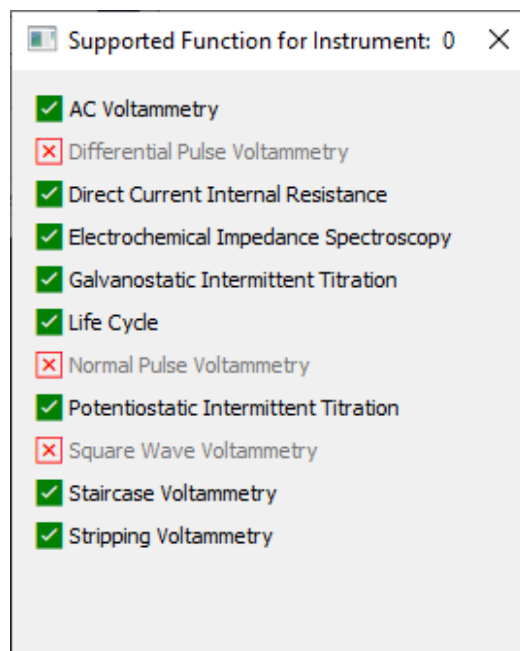 Supported Function for Instrument: 0
AC Voltammetry
Differential Pulse Voltammetry
Direct Current Internal Resistance
Electrochemical Impedance Spectroscopy
Galvanostatic Intermittent Titration
Life Cycle
Normal Pulse Voltammetry
Potentiostatic Intermittent Titration
Square Wave Voltammetry
Staircase Voltammetry
Stripping Voltammetry